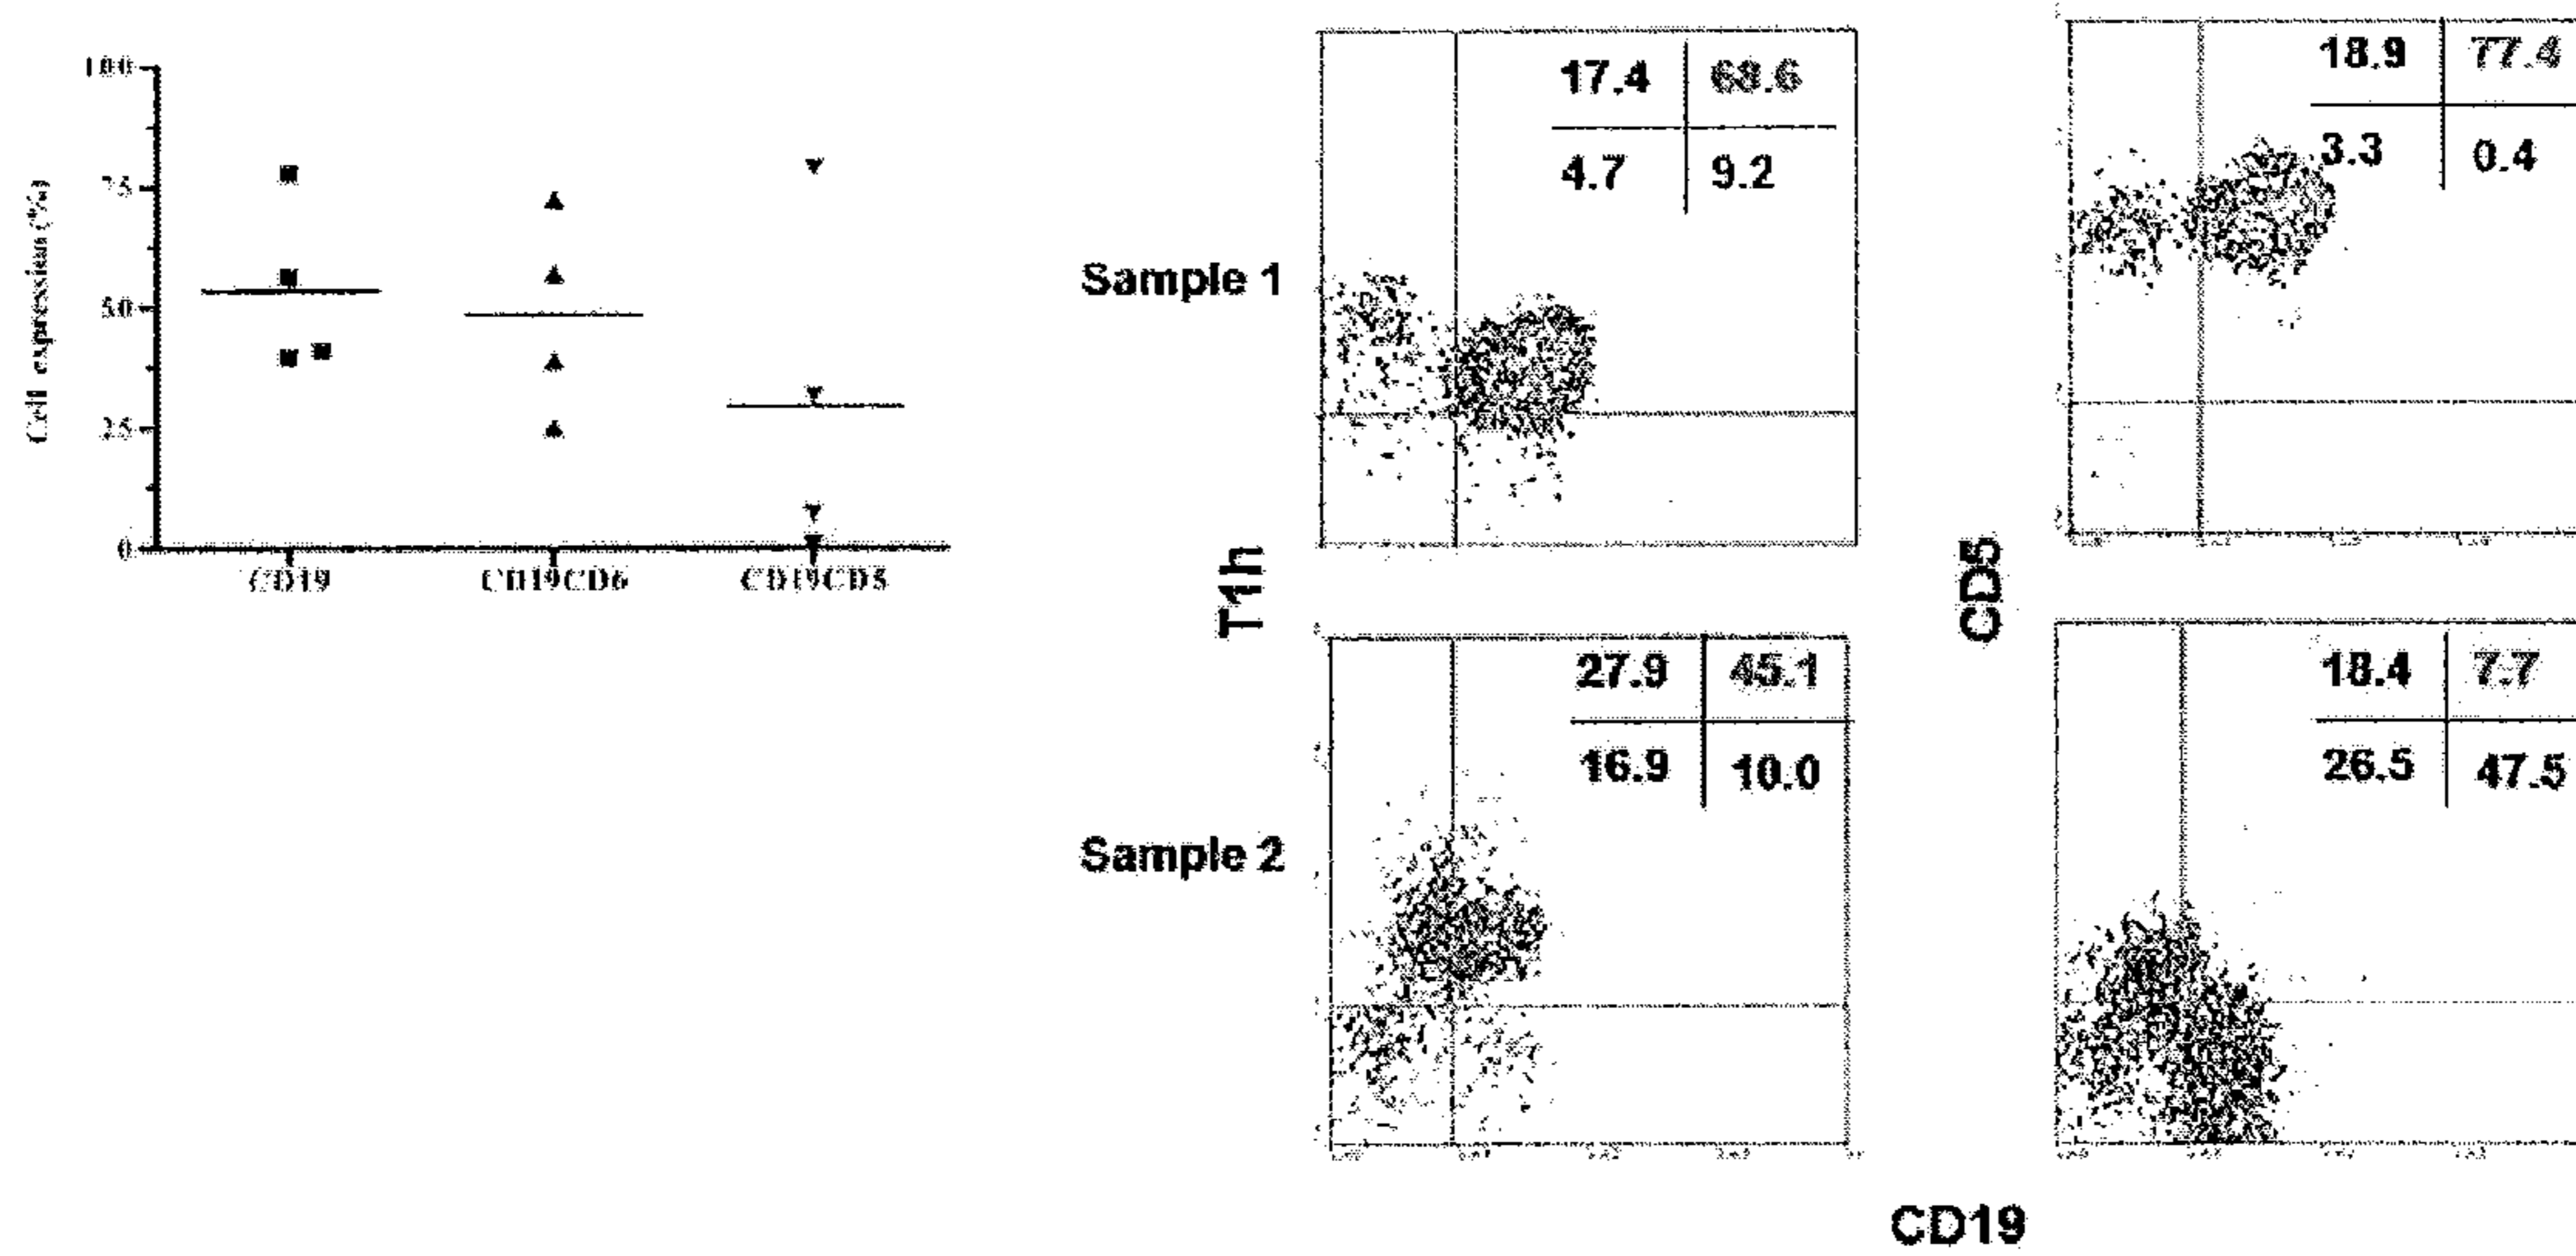 100
75
50
25
0
Cell expression (%)
CD19 CD19CD6 CD19CD5
Sample 1
17.4 68.6
4.7 9.2
18.9 77.4
3.3 0.4
T1h
CD5
Sample 2
27.9 45.1
16.9 10.0
18.4 7.7
26.5 47.5
CD19